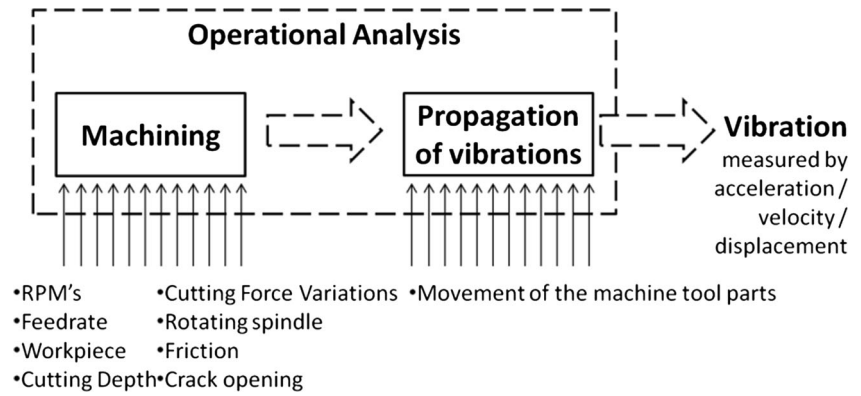 Operational Analysis
Machining
Propagation
of vibrations
Vibration
measured by
acceleration /
velocity /
displacement
•RPM's
•Feedrate
•Workpiece
•Cutting Depth
•Cutting Force Variations
•Rotating spindle
•Friction
•Crack opening
•Movement of the machine tool parts